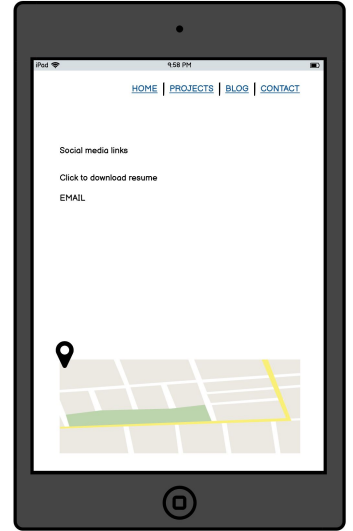 iPad 9:58 PM
HOME | PROJECTS | BLOG | CONTACT
Social media links
Click to download resume
EMAIL